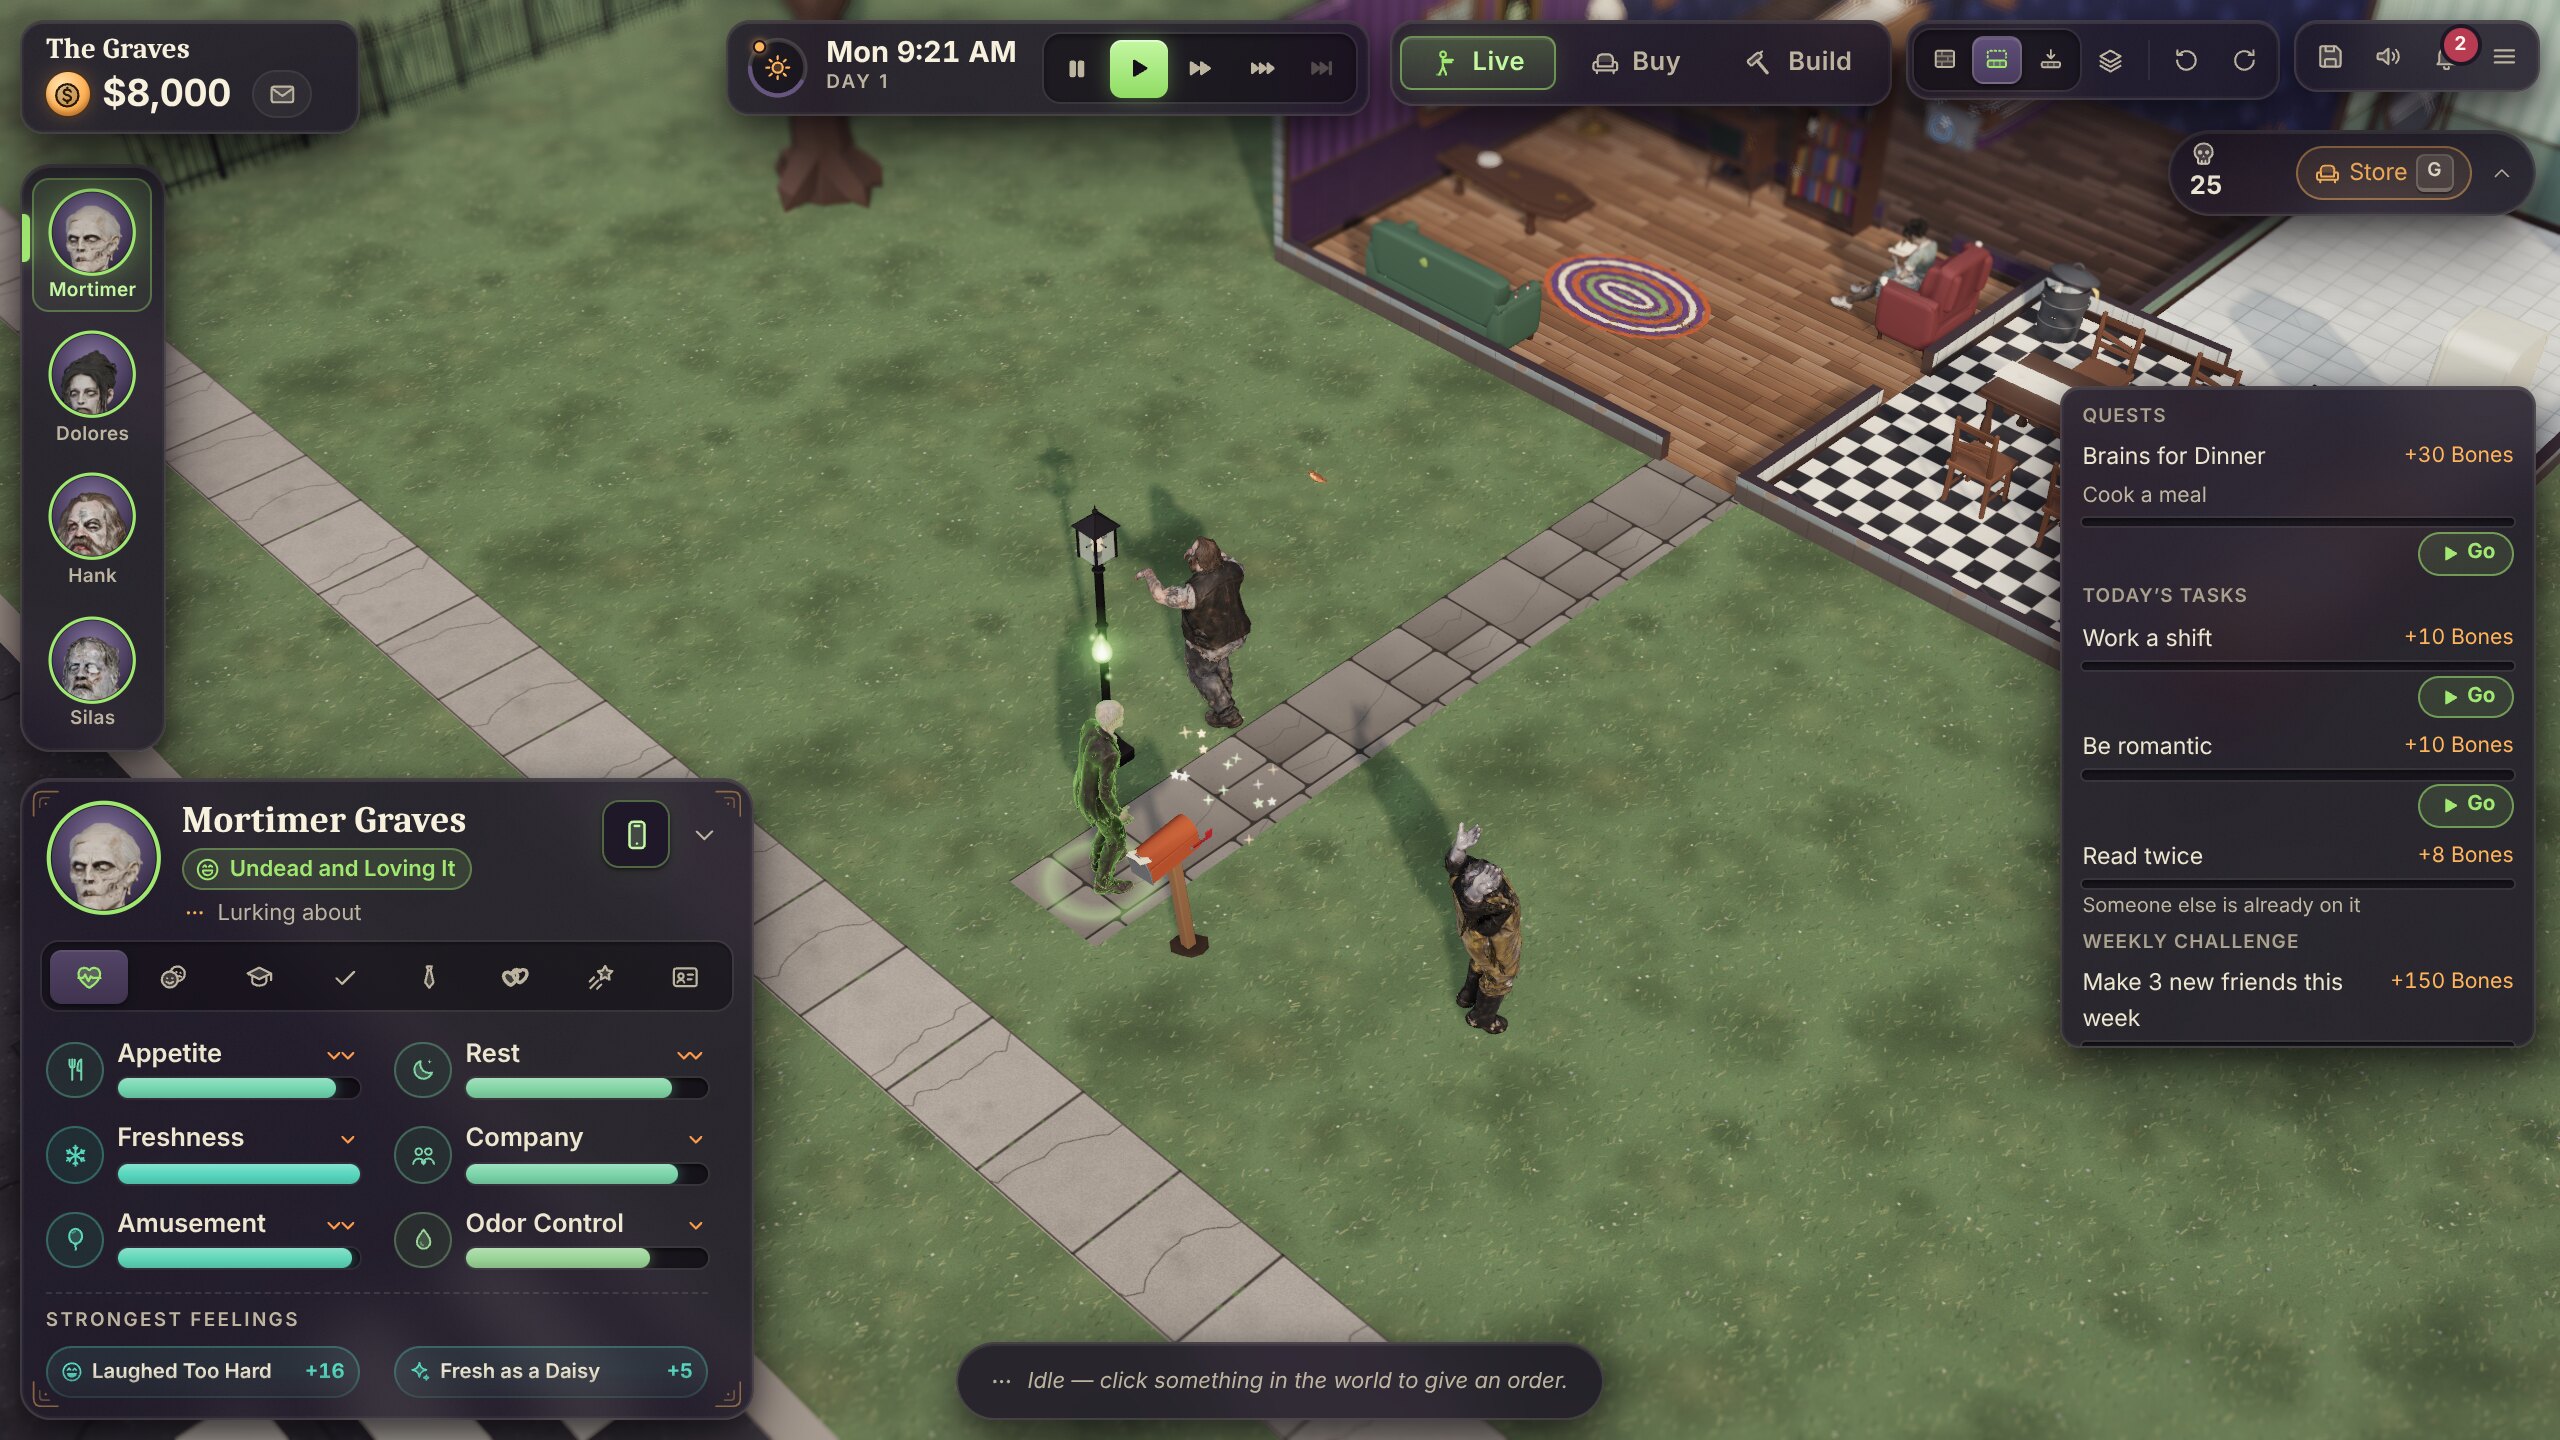 The Graves
$8,000
Mon 9:21 AM
DAY 1
Live
Buy
Build
2
25
Store G
Mortimer
Dolores
Hank
Silas
QUESTS
Brains for Dinner +30 Bones
Cook a meal
Go
TODAY'S TASKS
Work a shift +10 Bones
Go
Be romantic +10 Bones
Go
Read twice +8 Bones
Someone else is already on it
WEEKLY CHALLENGE
Make 3 new friends this +150 Bones
week
Mortimer Graves
Undead and Loving It
Lurking about
Appetite
Rest
Freshness
Company
Amusement
Odor Control
STRONGEST FEELINGS
Laughed Too Hard +16
Fresh as a Daisy +5
Idle — click something in the world to give an order.